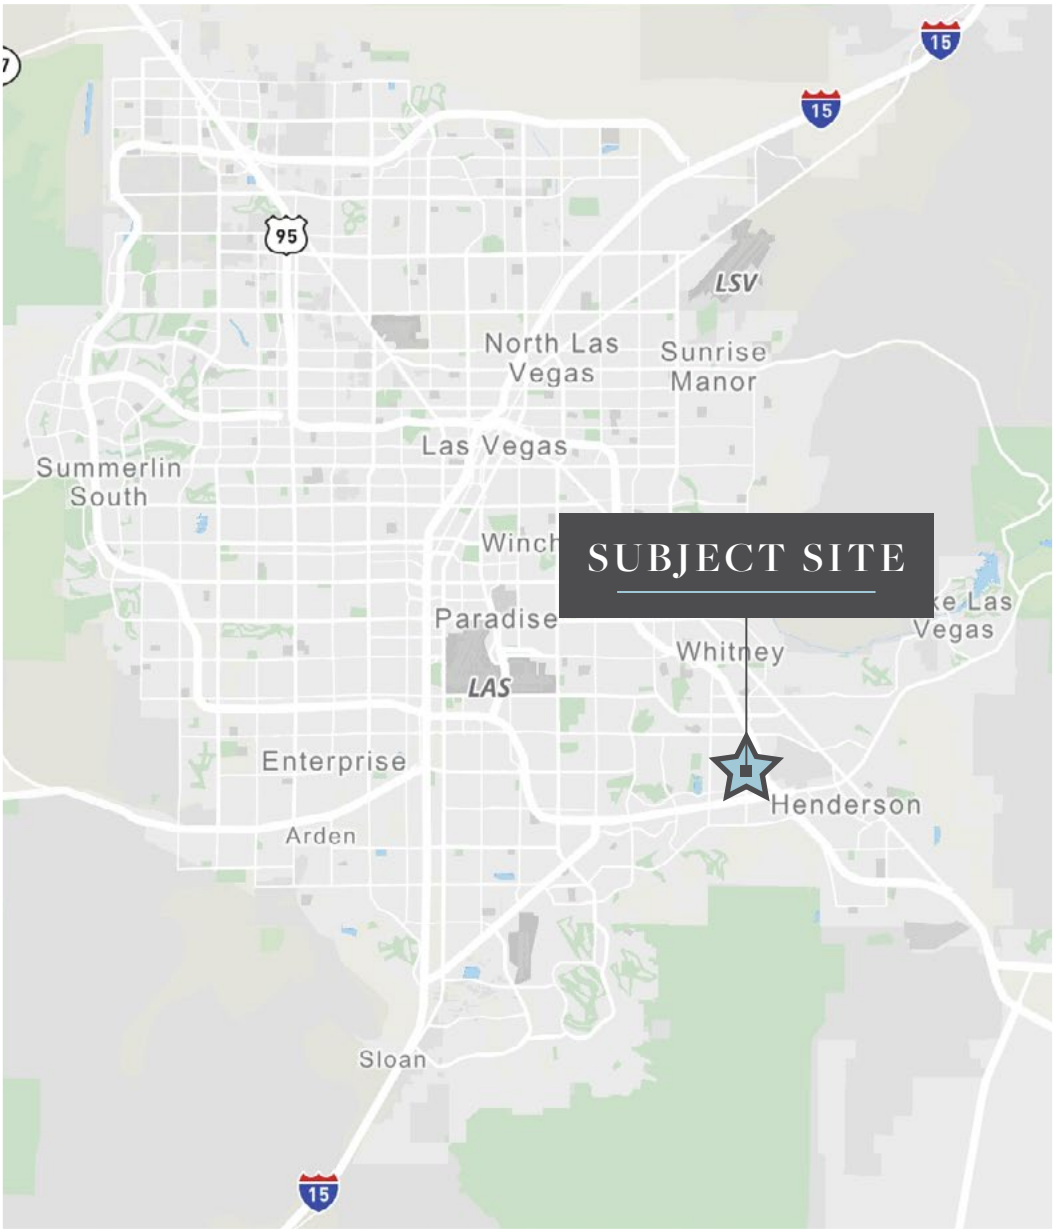 15
15
7
95
LSV
North Las
Vegas
Sunrise
Manor
Las Vegas
Summerlin
South
SUBJECT SITE
Winch
Paradise
ke Las
Vegas
Whitney
LAS
Enterprise
Henderson
Arden
Sloan
15